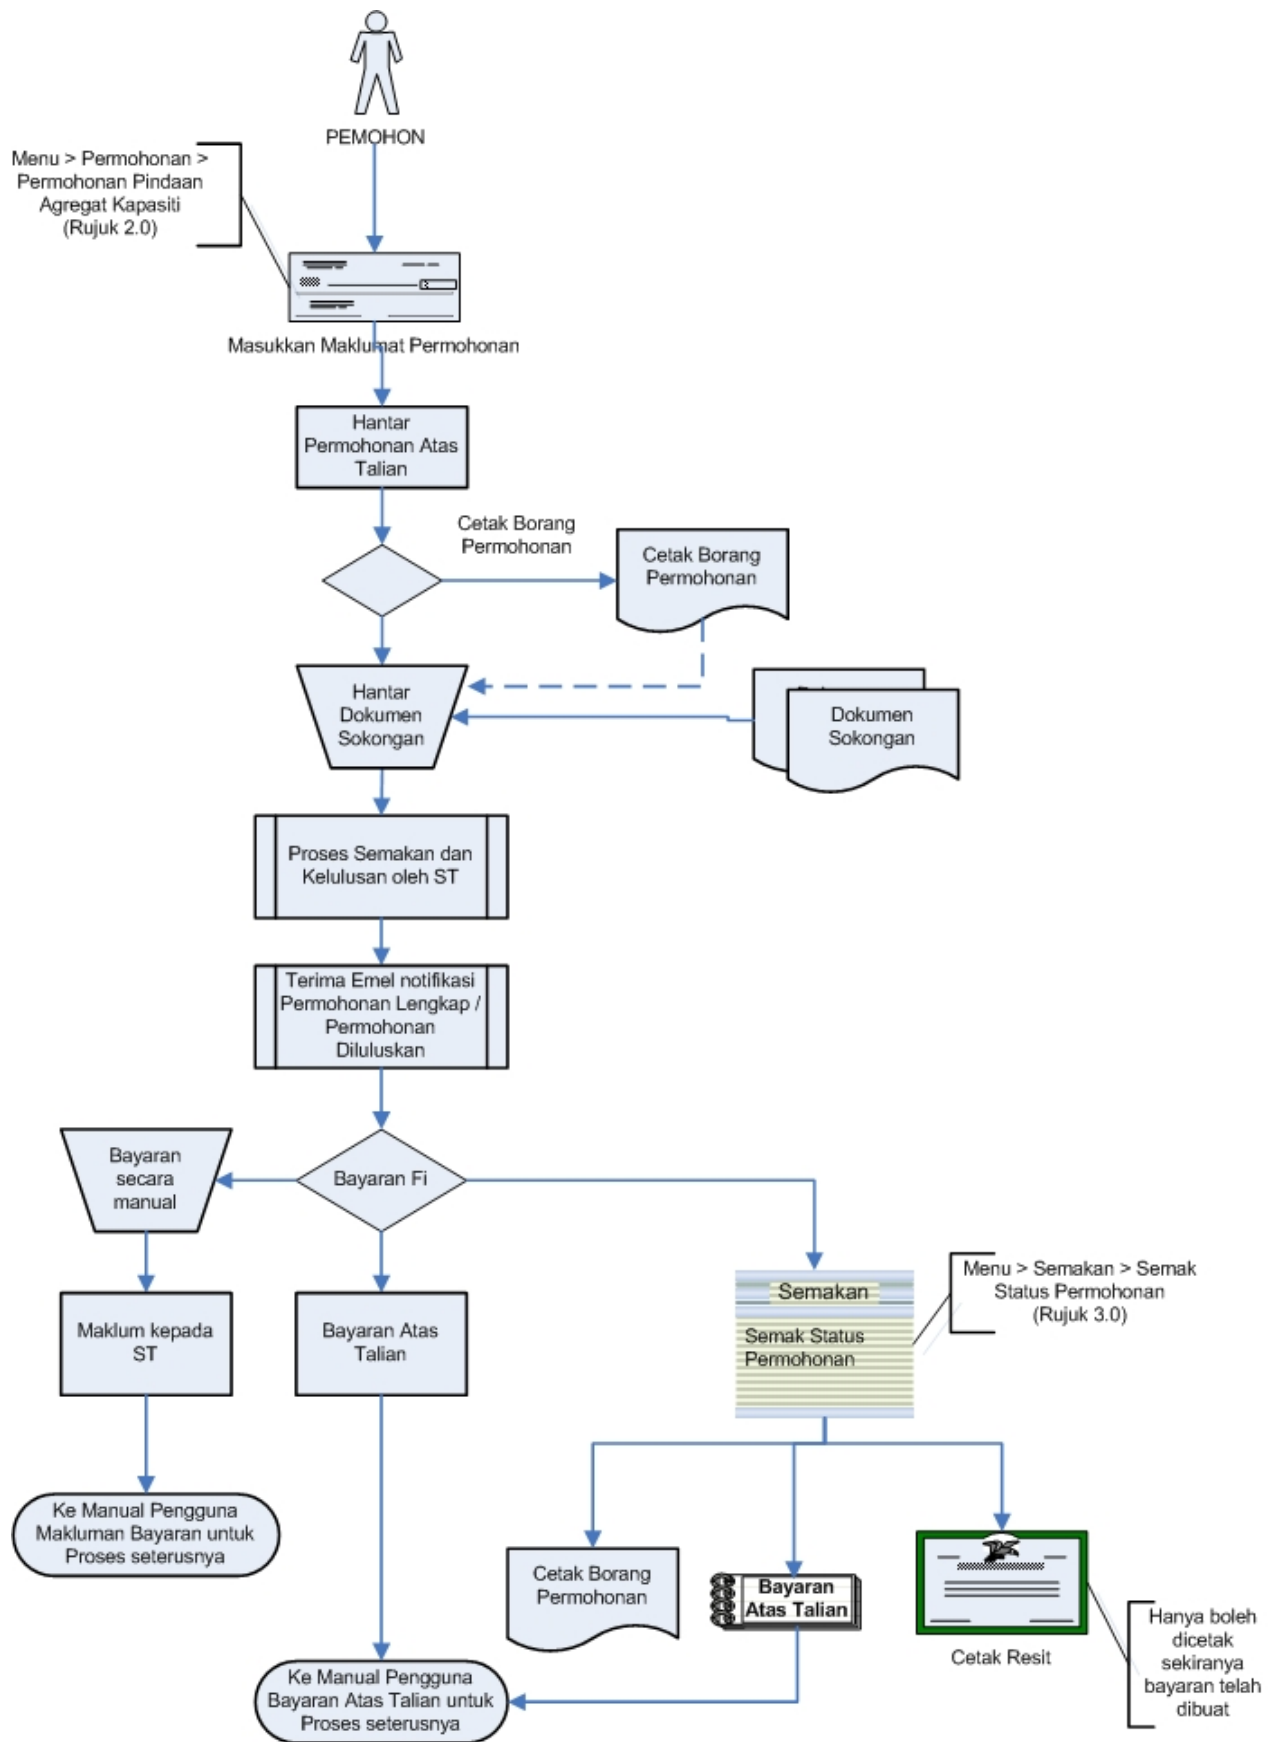 PEMOHON
Menu > Permohonan >
Permohonan Pindaan
Agregat Kapasiti
(Rujuk 2.0)
Masukkan Maklumat Permohonan
Hantar
Permohonan Atas
Talian
Cetak Borang
Permohonan
Cetak Borang
Permohonan
Hantar
Dokumen
Sokongan
Dokumen
Sokongan
Proses Semakan dan
Kelulusan oleh ST
Terima Emel notifikasi
Permohonan Lengkap /
Permohonan
Diluluskan
Bayaran
secara
manual
Bayaran Fi
Maklum kepada
ST
Bayaran Atas
Talian
Semakan
Semak Status
Permohonan
Menu > Semakan > Semak
Status Permohonan
(Rujuk 3.0)
Ke Manual Pengguna
Makluman Bayaran untuk
Proses seterusnya
Cetak Borang
Permohonan
Bayaran
Atas Talian
Cetak Resit
Hanya boleh
dicetak
sekiranya
bayaran telah
dibuat
Ke Manual Pengguna
Bayaran Atas Talian untuk
Proses seterusnya